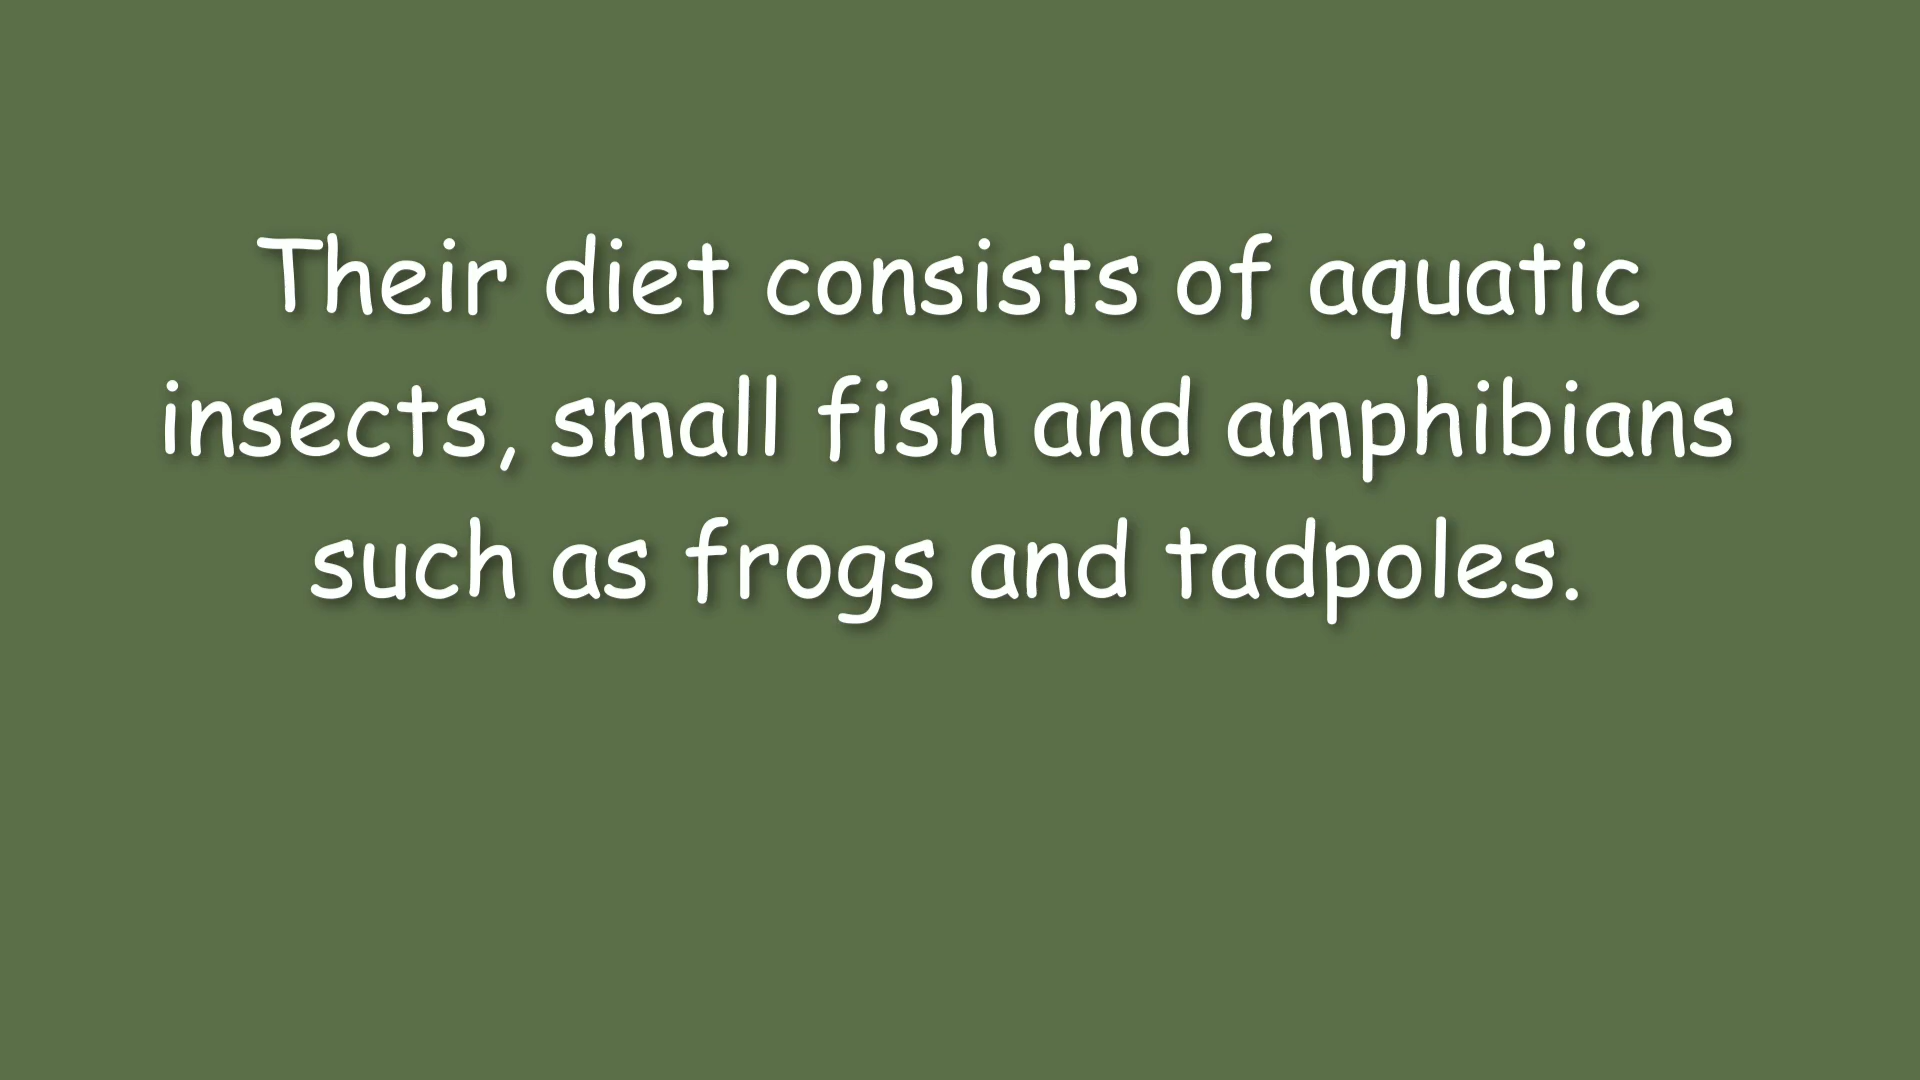 Their diet consists of aquatic
insects, small fish and amphibians
such as frogs and tadpoles.